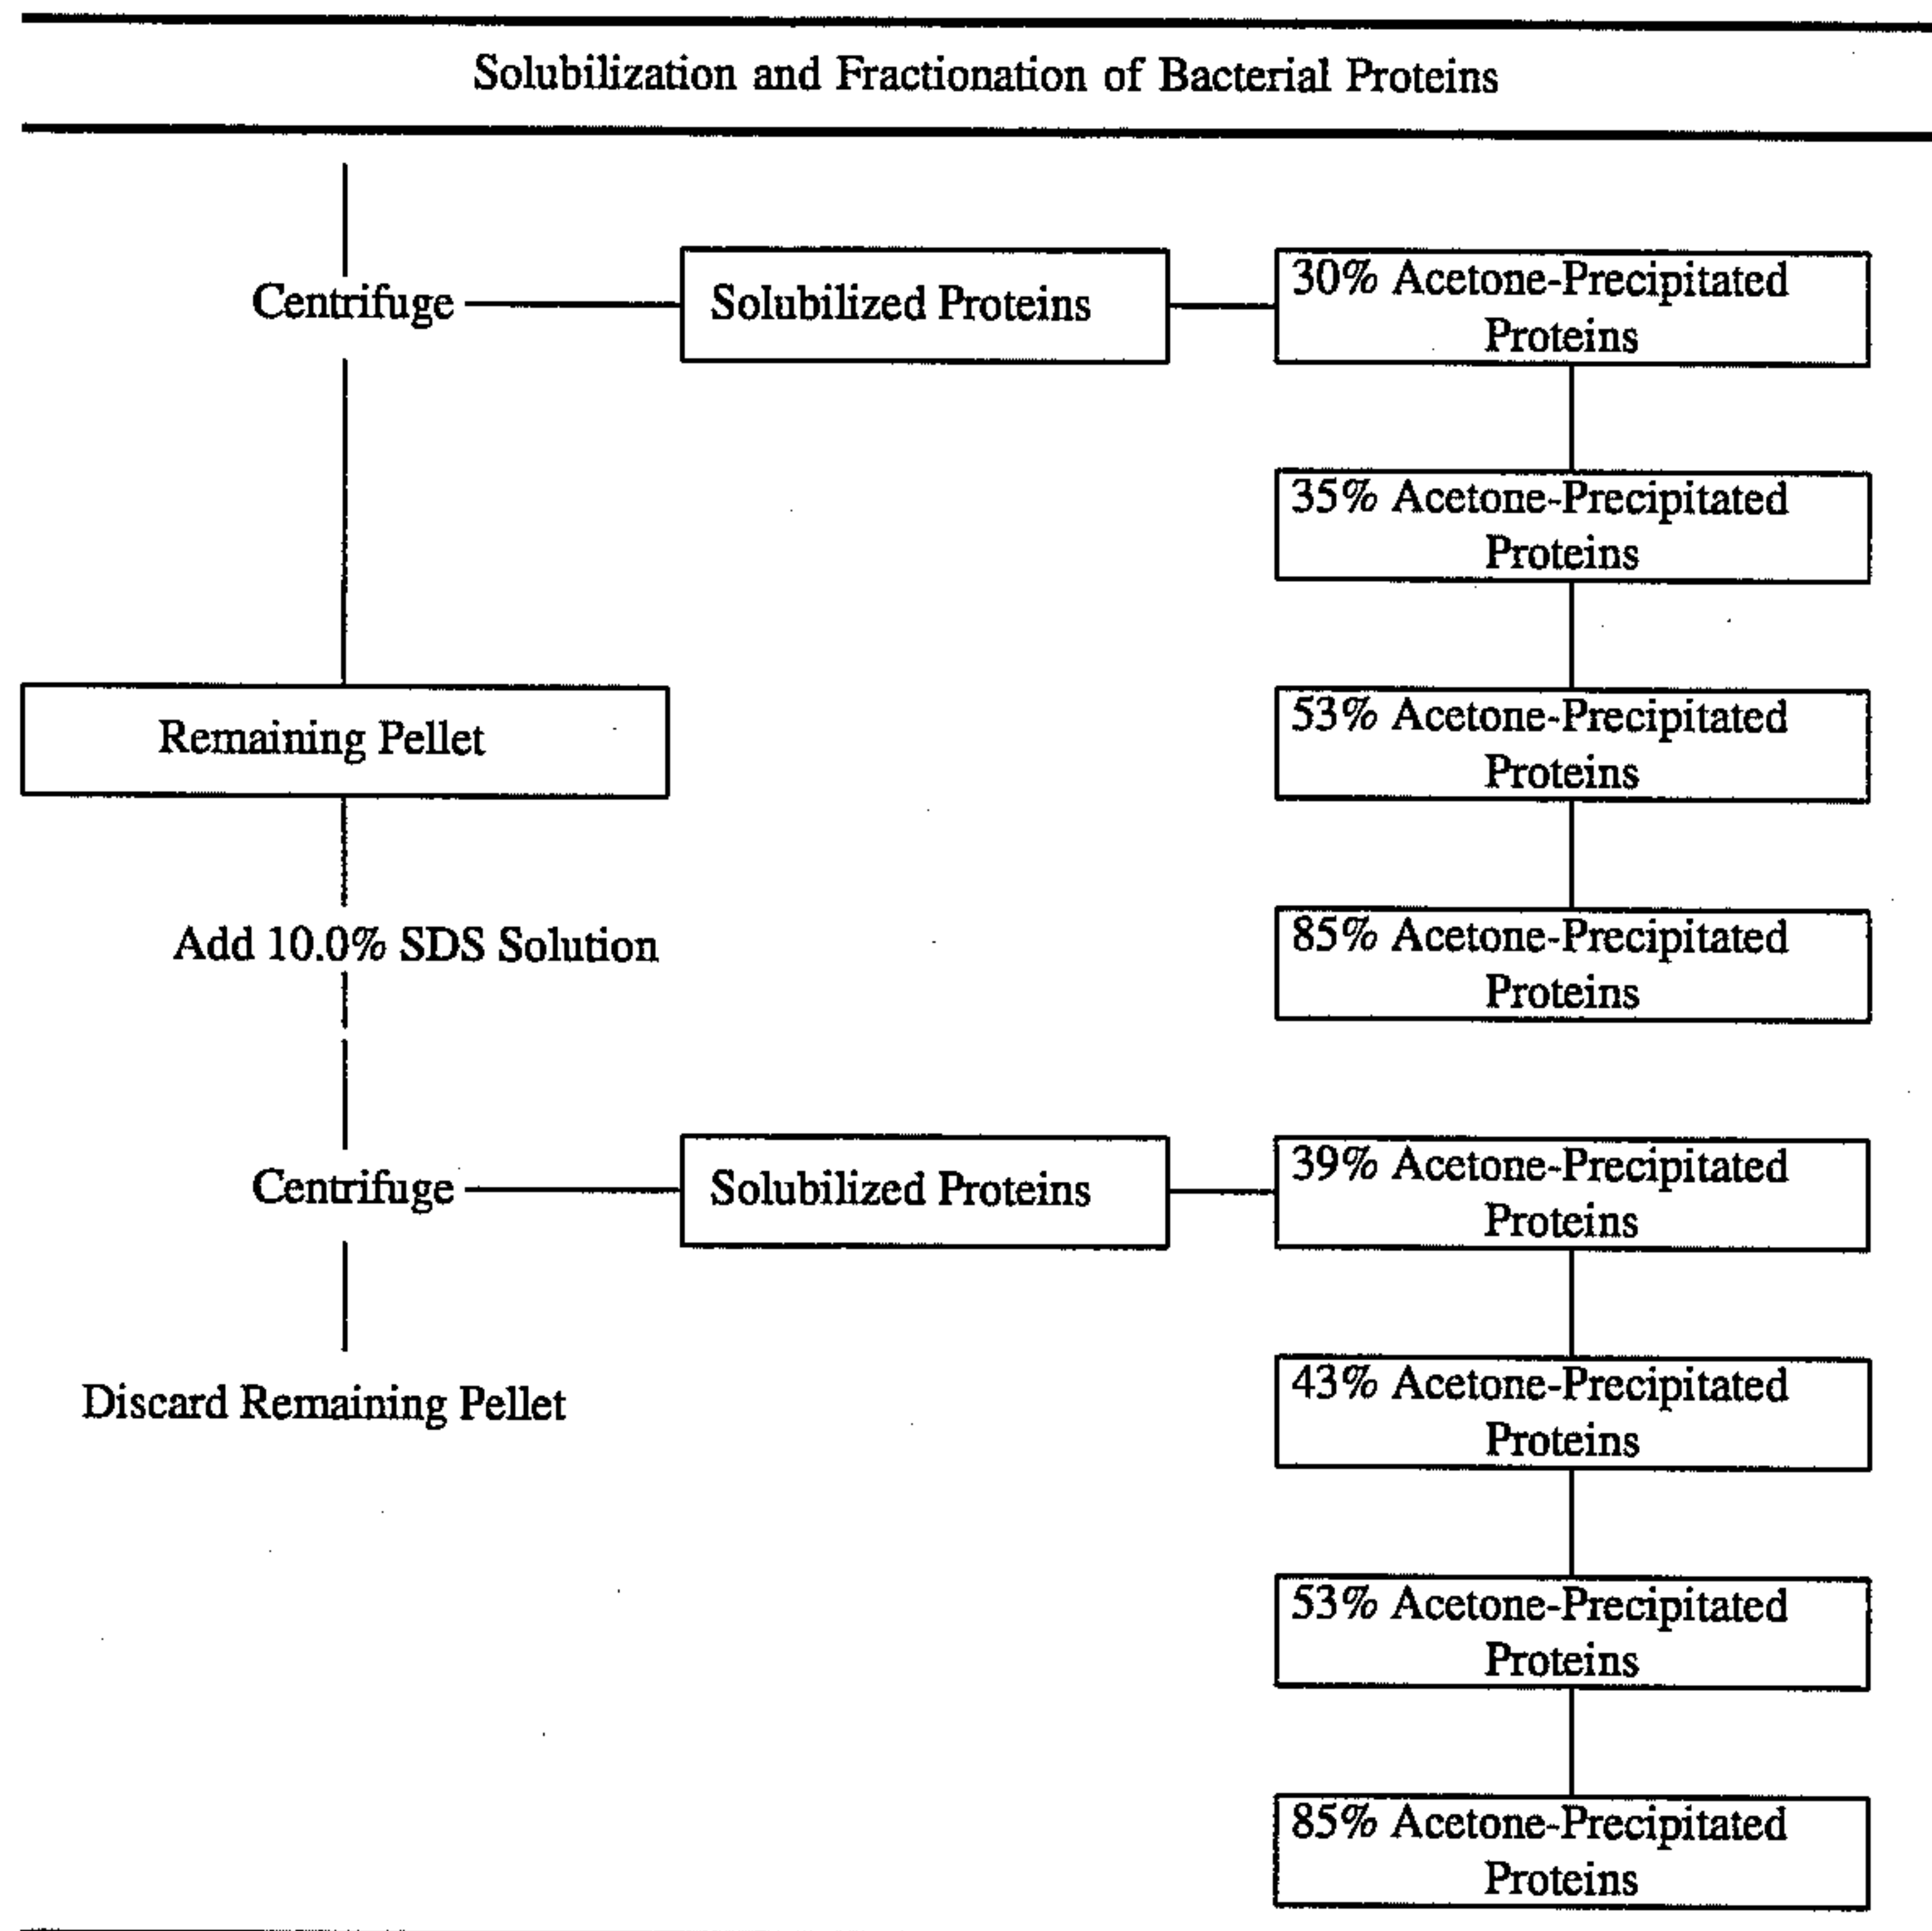 Solubilization and Fractionation of Bacterial Proteins
Centrifuge
Solubilized Proteins
30% Acetone-Precipitated
Proteins
35% Acetone-Precipitated
Proteins
Remaining Pellet
53% Acetone-Precipitated
Proteins
Add 10.0% SDS Solution
85% Acetone-Precipitated
Proteins
Centrifuge
Solubilized Proteins
39% Acetone-Precipitated
Proteins
Discard Remaining Pellet
43% Acetone-Precipitated
Proteins
53% Acetone-Precipitated
Proteins
85% Acetone-Precipitated
Proteins